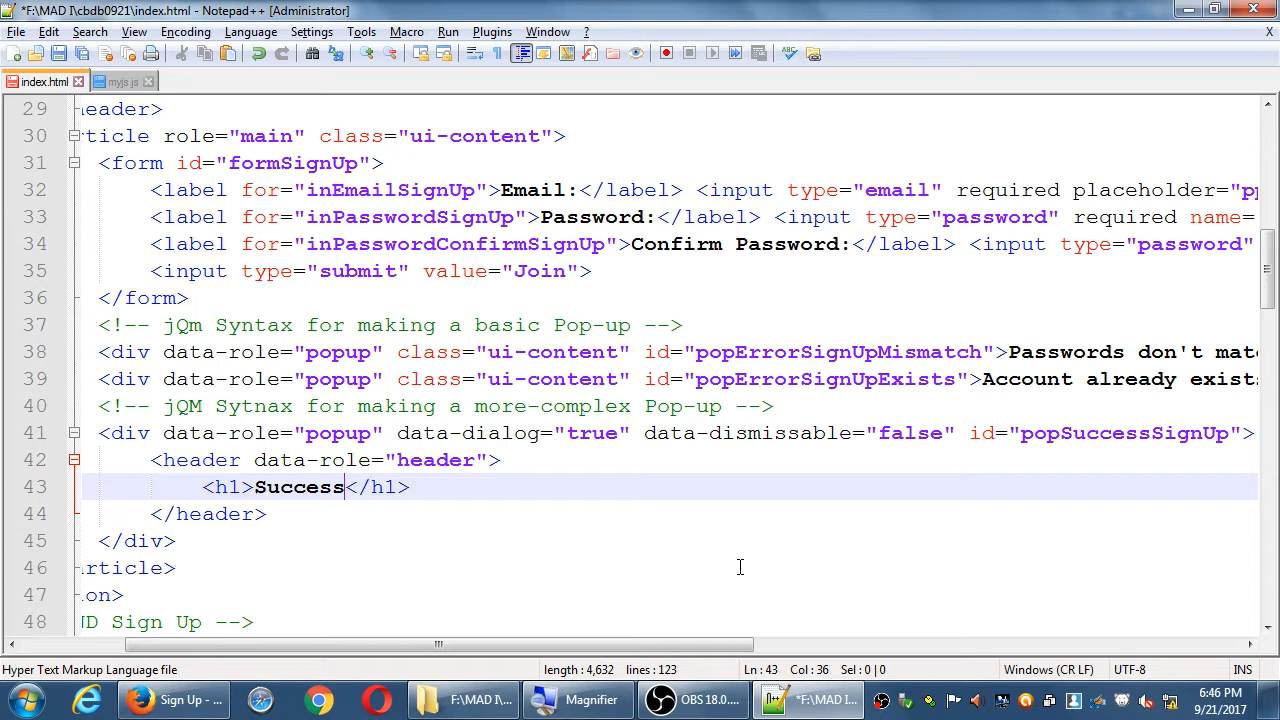 *F:\MAD I\cbdb0921\index.html - Notepad++ [Administrator]
File Edit Search View Encoding Language Settings Tools Macro Run Plugins Window ? X
index.html myjs.js
29 header>
30 rticle role="main" class="ui-content">
31 <form id="formSignUp">
32 <label for="inEmailSignUp">Email:</label> <input type="email" required placeholder="pp
33 <label for="inPasswordSignUp">Password:</label> <input type="password" required name=
34 <label for="inPasswordConfirmSignUp">Confirm Password:</label> <input type="password"
35 <input type="submit" value="Join">
36 </form>
37 <!-- jQm Syntax for making a basic Pop-up -->
38 <div data-role="popup" class="ui-content" id="popErrorSignUpMismatch">Passwords don't mat
39 <div data-role="popup" class="ui-content" id="popErrorSignUpExists">Account already exists
40 <!-- jQM Sytnax for making a more-complex Pop-up -->
41 <div data-role="popup" data-dialog="true" data-dismissable="false" id="popSuccessSignUp">
42 <header data-role="header">
43 <h1>Success</h1>
44 </header>
45 </div>
46 article>
47 on>
48 ND Sign Up -->
Hyper Text Markup Language file length : 4,632 lines : 123 Ln : 43 Col : 36 Sel : 0 | 0 Windows (CR LF) UTF-8 INS
Sign Up - ... F:\MAD I... Magnifier OBS 18.0.... *F:\MAD I... 6:46 PM
9/21/2017